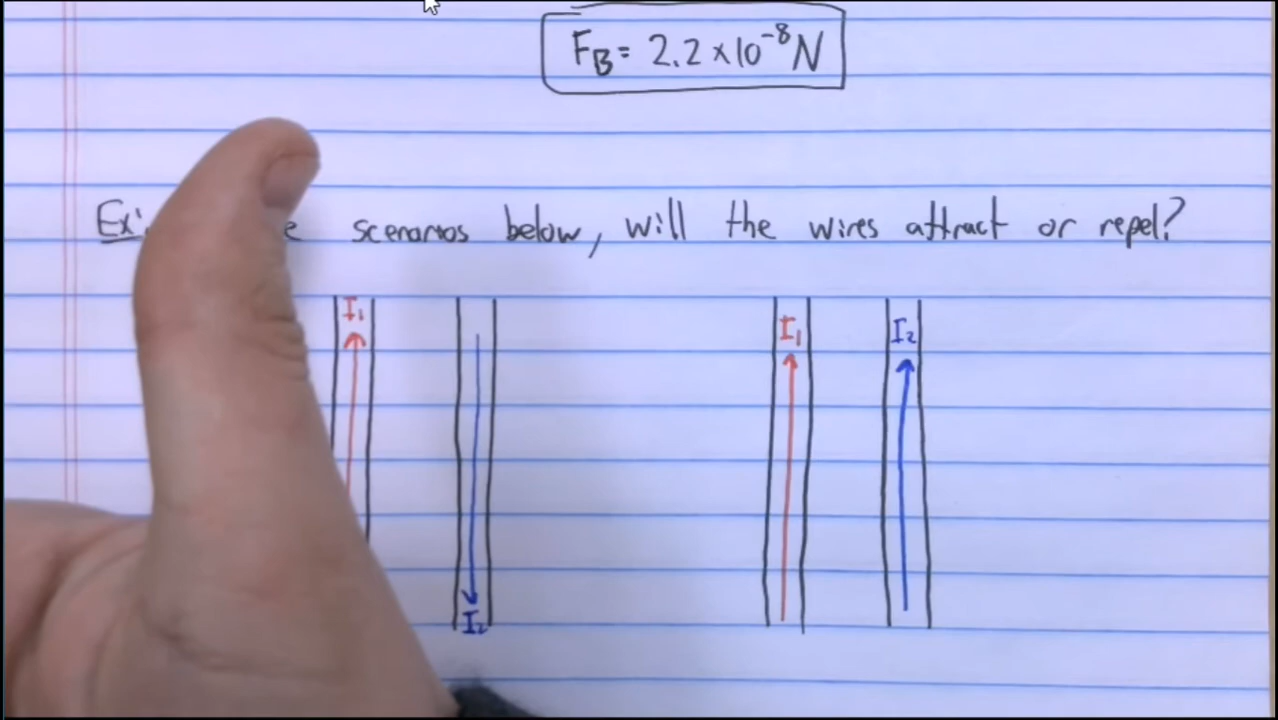 F_B = 2.2 × 10⁻⁸ N
Ex: scenarios below, will the wires attract or repel?
I₁ I₁ I₂
I₂